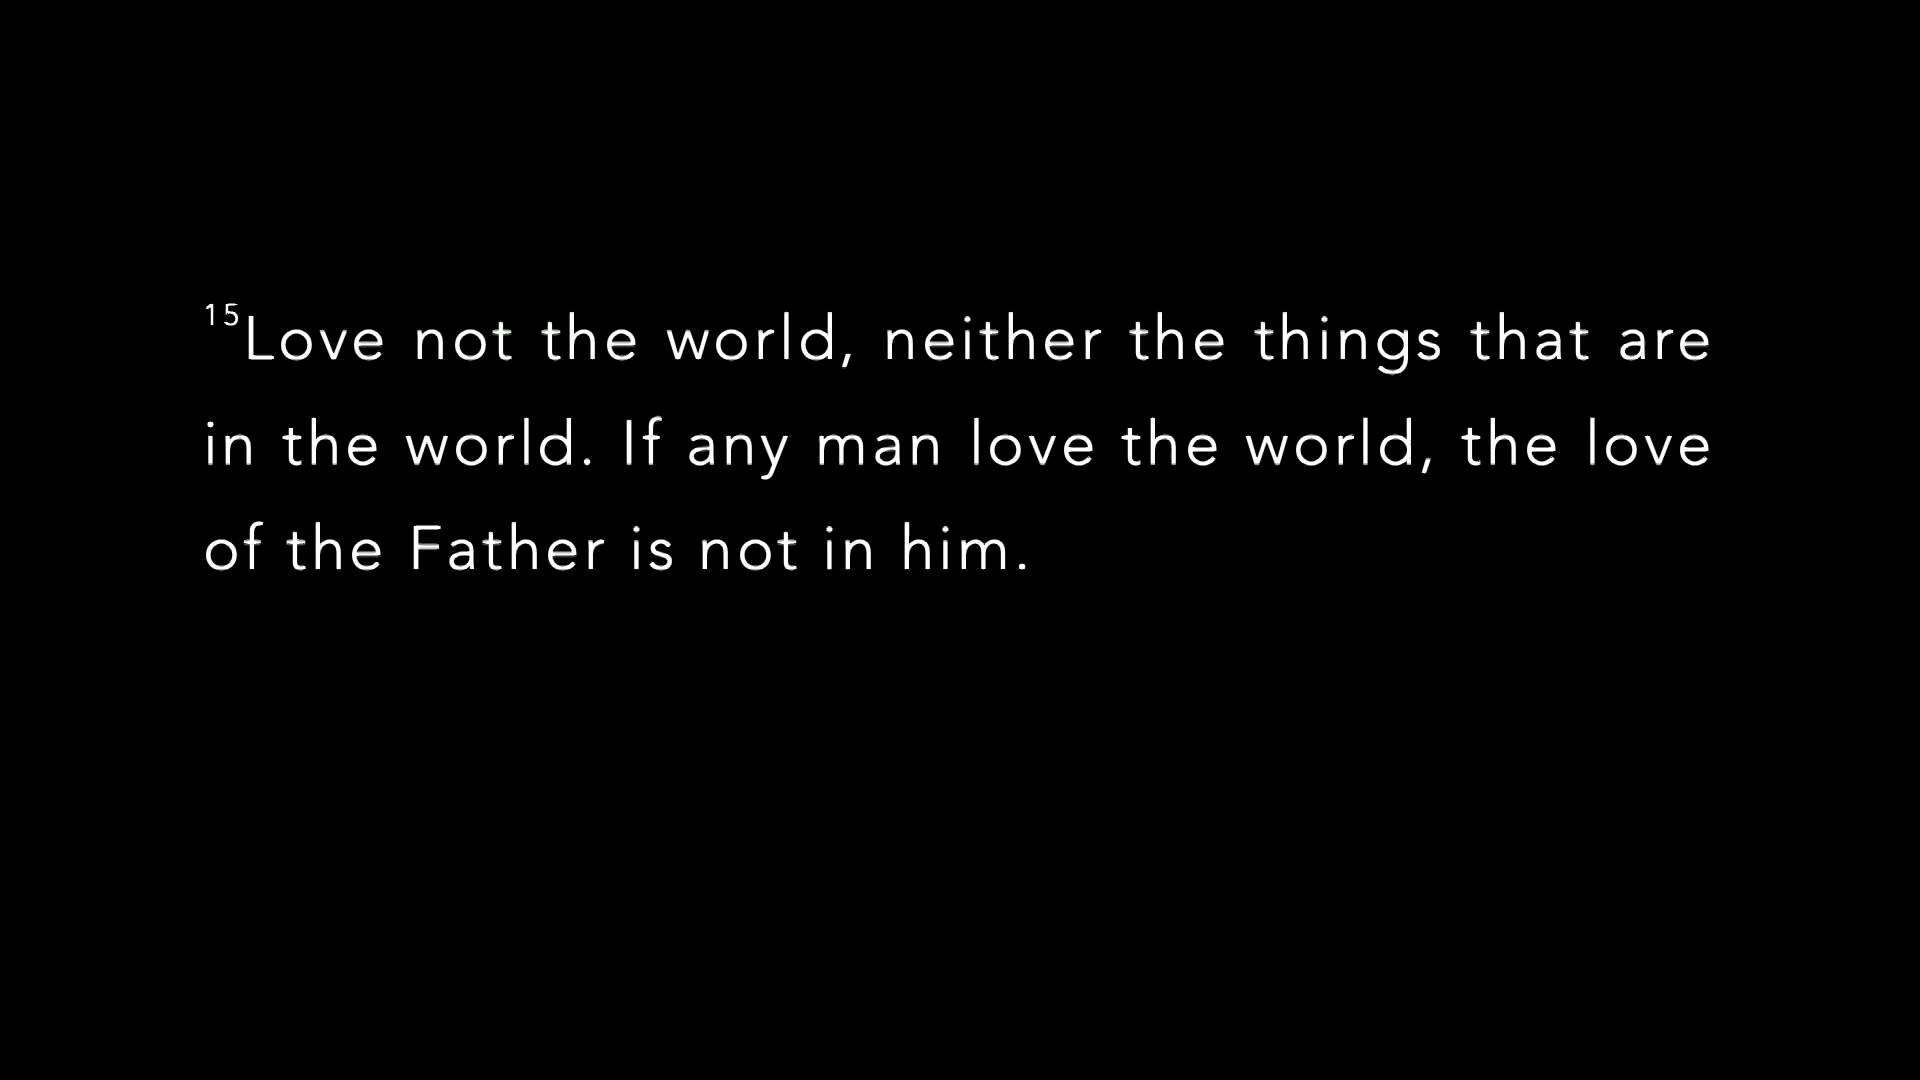 15Love not the world, neither the things that are
in the world. If any man love the world, the love
of the Father is not in him.